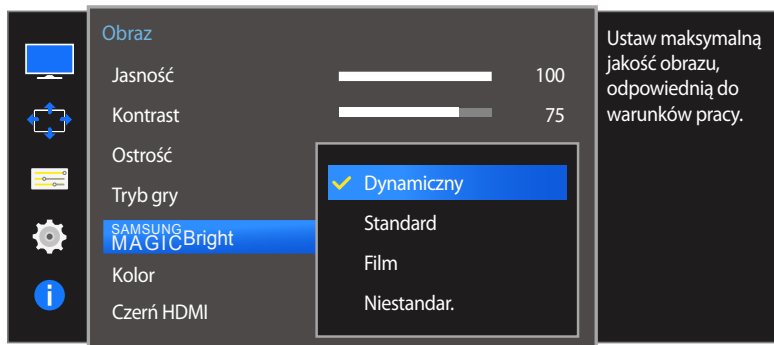 Obraz
Jasność 100
Kontrast 75
Ostrość
Tryb gry
SAMSUNG
MAGICBright
Kolor
Czerń HDMI
Dynamiczny
Standard
Film
Niestandar.
Ustaw maksymalną
jakość obrazu,
odpowiednią do
warunków pracy.